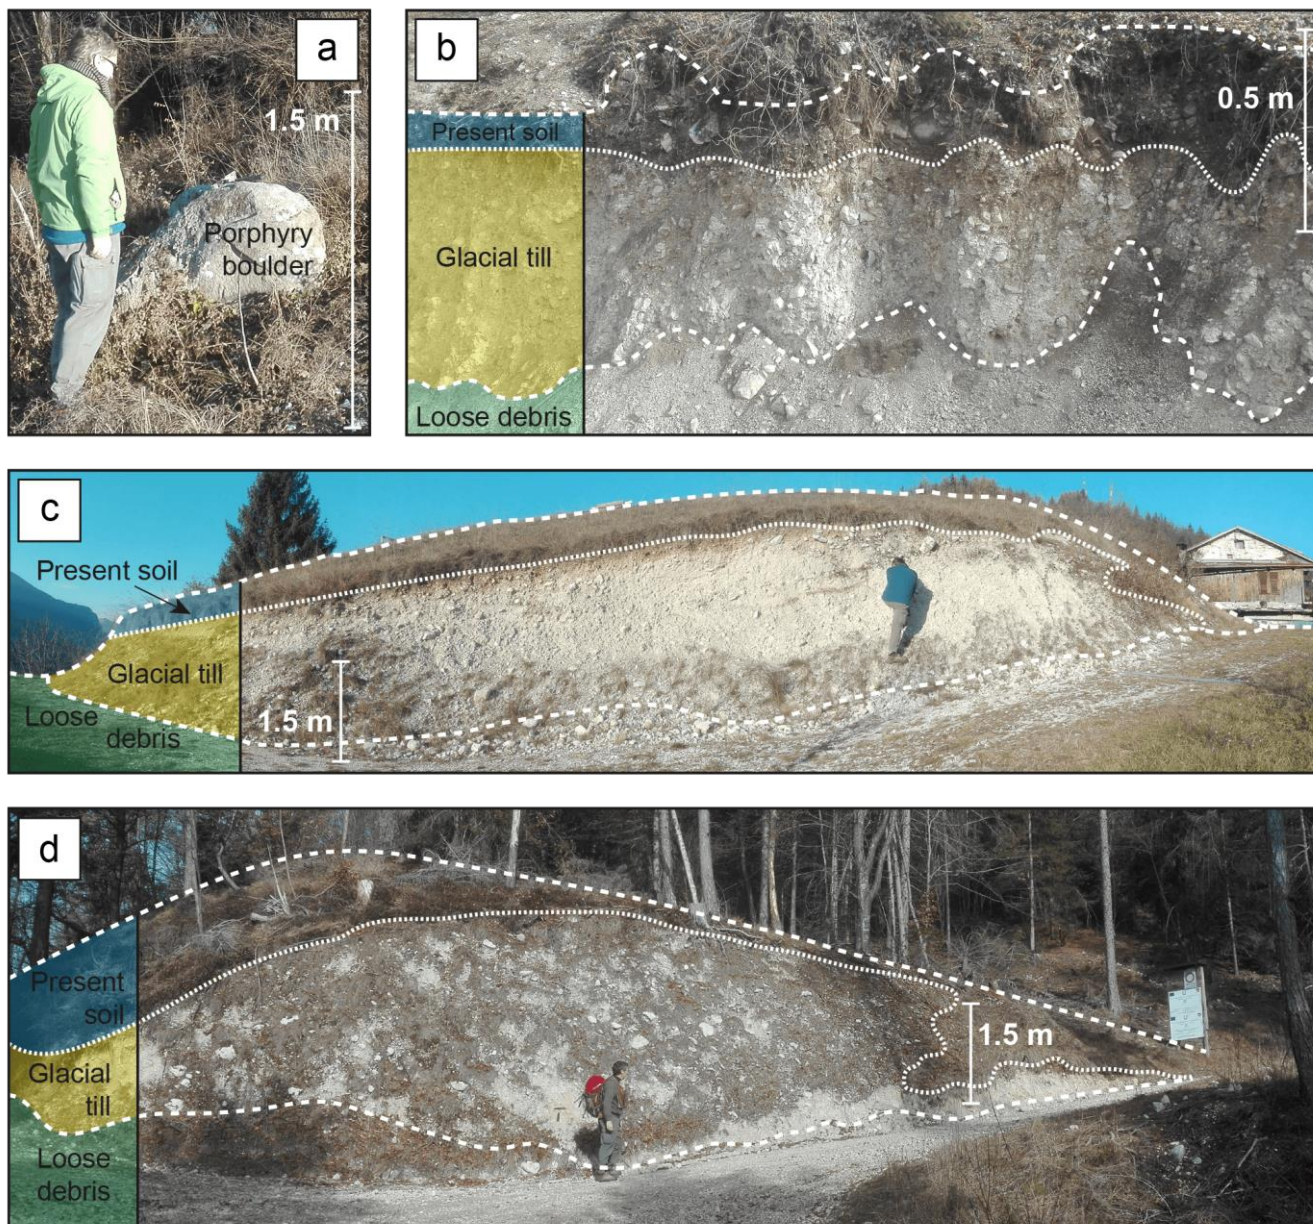 a
1.5 m
Porphyry
boulder
b
0.5 m
Present soil
Glacial till
Loose debris
c
Present soil
Glacial till
Loose
debris
1.5 m
d
Present
soil
Glacial
till
Loose
debris
1.5 m